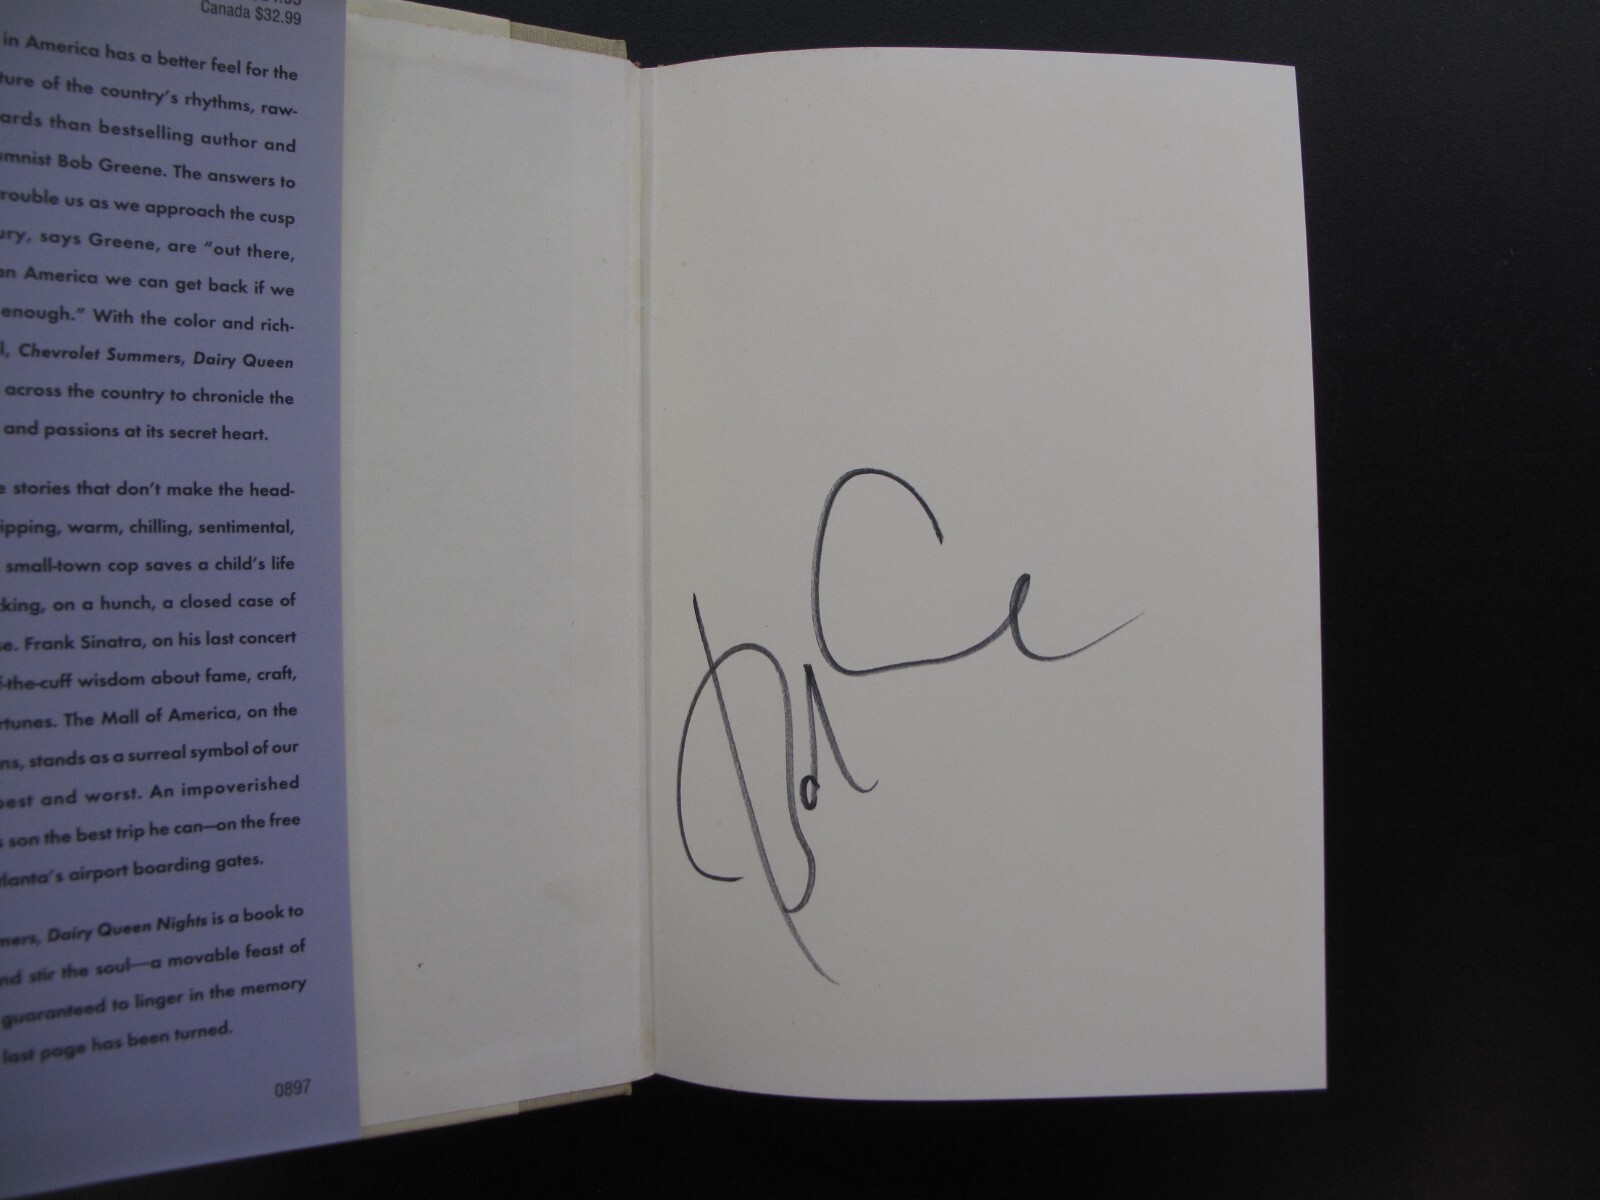 Canada $32.99
in America has a better feel for the
ture of the country's rhythms, raw-
ards than bestselling author and
umnist Bob Greene. The answers to
rouble us as we approach the cusp
ury, says Greene, are "out there,
an America we can get back if we
enough." With the color and rich-
l, Chevrolet Summers, Dairy Queen
across the country to chronicle the
and passions at its secret heart.
e stories that don't make the head-
ipping, warm, chilling, sentimental,
small-town cop saves a child's life
king, on a hunch, a closed case of
se. Frank Sinatra, on his last concert
f-the-cuff wisdom about fame, craft,
rtunes. The Mall of America, on the
ns, stands as a surreal symbol of our
best and worst. An impoverished
s son the best trip he can—on the free
tlanta's airport boarding gates.
mers, Dairy Queen Nights is a book to
nd stir the soul—a movable feast of
guaranteed to linger in the memory
last page has been turned.
0897